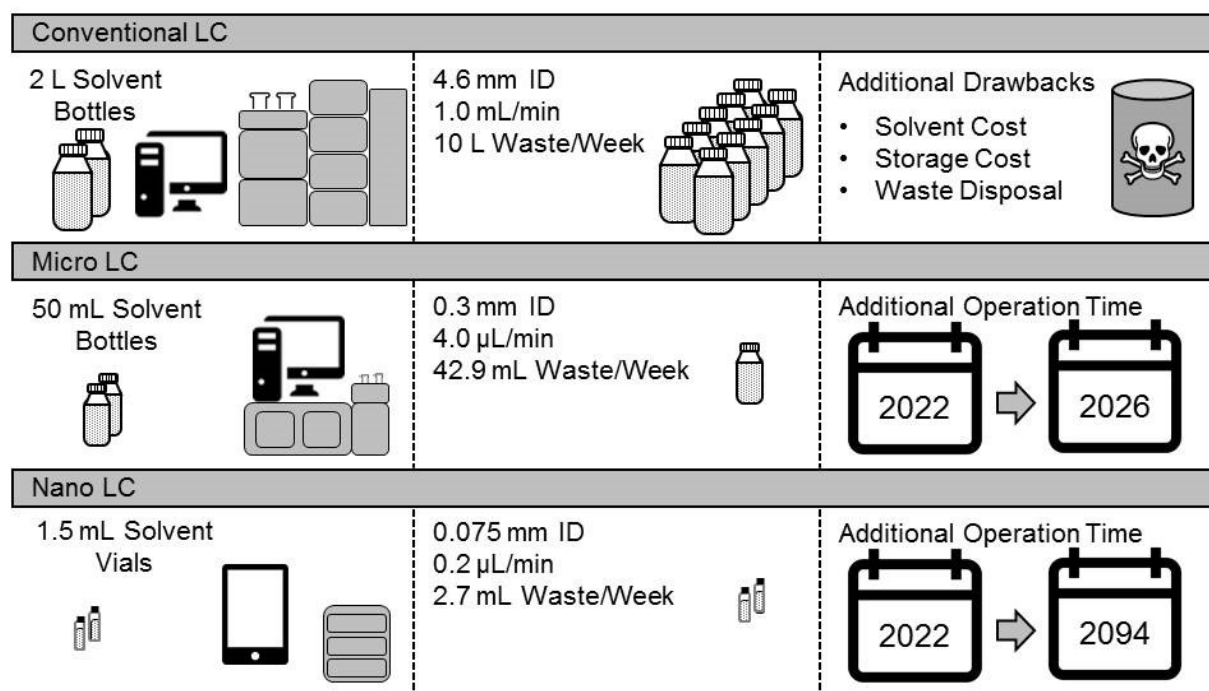 Conventional LC
2 L Solvent
Bottles
4.6 mm ID
1.0 mL/min
10 L Waste/Week
Additional Drawbacks
• Solvent Cost
• Storage Cost
• Waste Disposal
Micro LC
50 mL Solvent
Bottles
0.3 mm ID
4.0 µL/min
42.9 mL Waste/Week
Additional Operation Time
2022
2026
Nano LC
1.5 mL Solvent
Vials
0.075 mm ID
0.2 µL/min
2.7 mL Waste/Week
Additional Operation Time
2022
2094